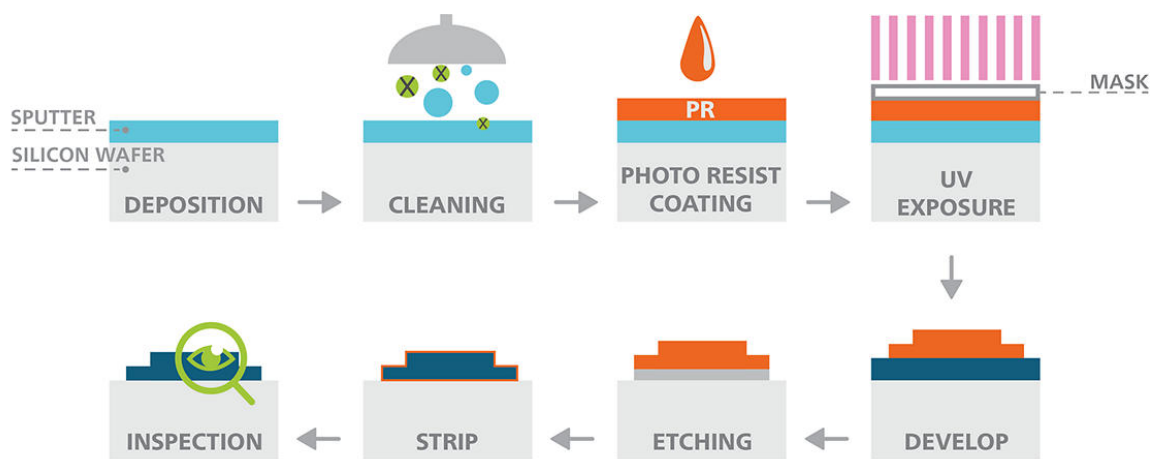 SPUTTER
SILICON WAFER
DEPOSITION
CLEANING
PR
PHOTO RESIST
COATING
MASK
UV
EXPOSURE
INSPECTION
STRIP
ETCHING
DEVELOP